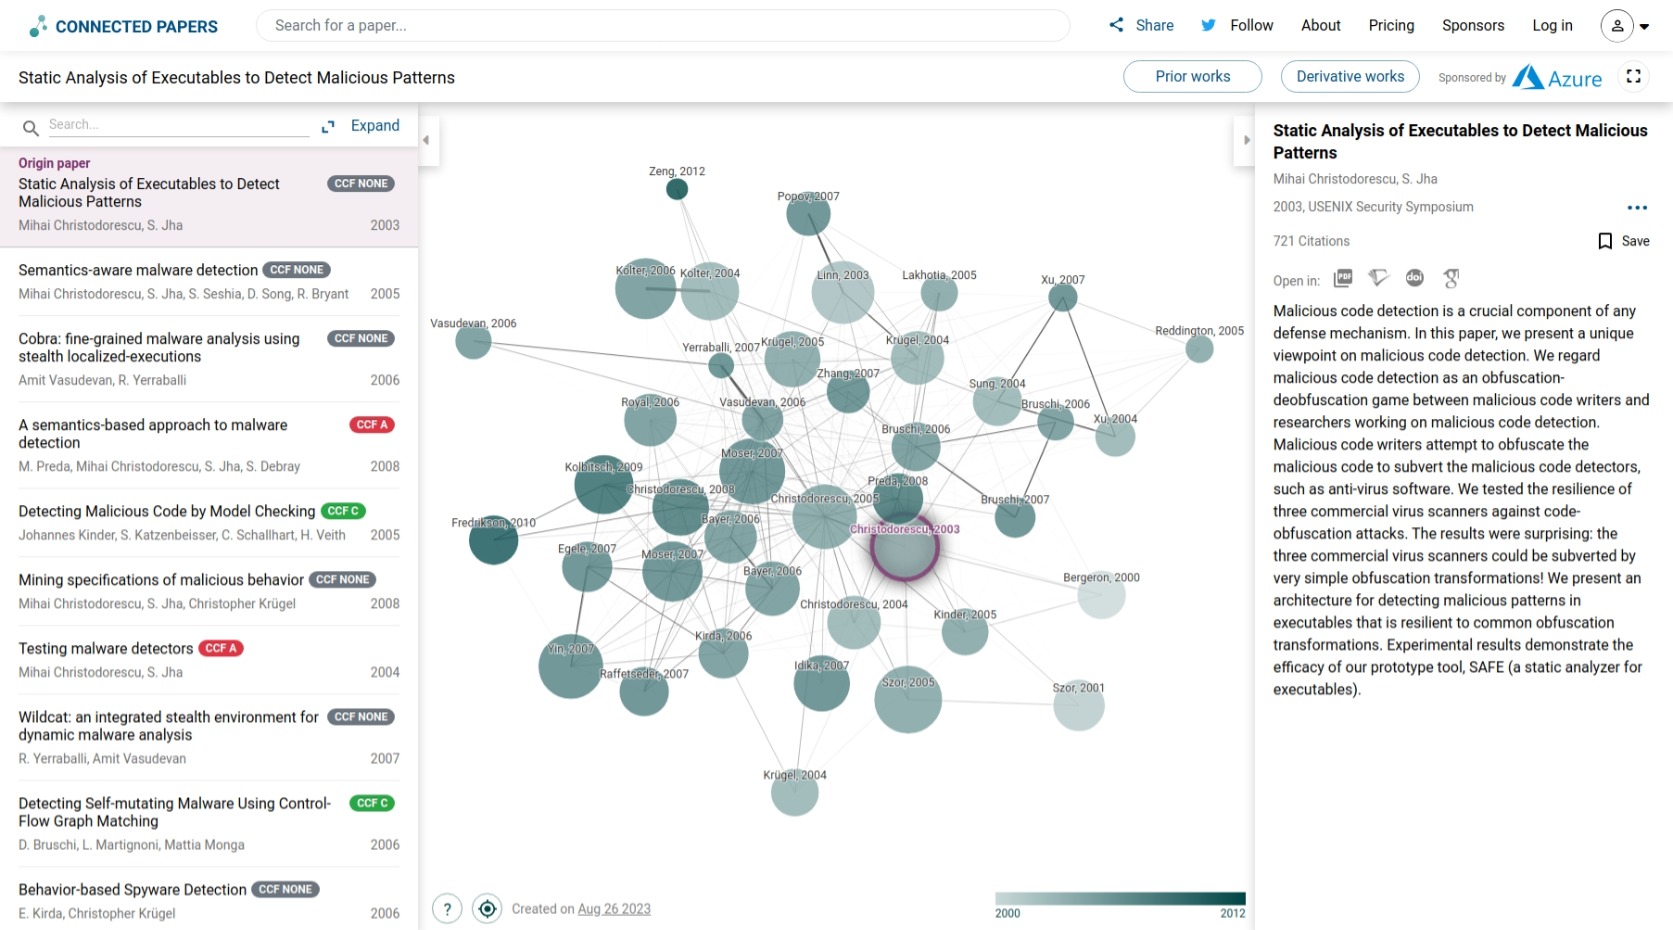 CONNECTED PAPERS
Search for a paper...
Share
Follow
About
Pricing
Sponsors
Log in
Static Analysis of Executables to Detect Malicious Patterns
Prior works
Derivative works
Sponsored by
Azure
Search...
Expand
Origin paper
Static Analysis of Executables to Detect
Malicious Patterns
CCF NONE
Mihai Christodorescu, S. Jha
2003
Semantics-aware malware detection CCF NONE
Mihai Christodorescu, S. Jha, S. Seshia, D. Song, R. Bryant 2005
Cobra: fine-grained malware analysis using
stealth localized-executions
CCF NONE
Amit Vasudevan, R. Yerraballi 2006
A semantics-based approach to malware
detection
CCF A
M. Preda, Mihai Christodorescu, S. Jha, S. Debray 2008
Detecting Malicious Code by Model Checking CCF C
Johannes Kinder, S. Katzenbeisser, C. Schallhart, H. Veith 2005
Mining specifications of malicious behavior CCF NONE
Mihai Christodorescu, S. Jha, Christopher Krügel 2008
Testing malware detectors CCF A
Mihai Christodorescu, S. Jha 2004
Wildcat: an integrated stealth environment for
dynamic malware analysis
CCF NONE
R. Yerraballi, Amit Vasudevan 2007
Detecting Self-mutating Malware Using Control-
Flow Graph Matching
CCF C
D. Bruschi, L. Martignoni, Mattia Monga 2006
Behavior-based Spyware Detection CCF NONE
E. Kirda, Christopher Krügel 2006
Zeng, 2012
Popov, 2007
Kolter, 2006
Kolter, 2004
Linn, 2003
Lakhotia, 2005
Xu, 2007
Vasudevan, 2006
Reddington, 2005
Yerraballi, 2007
Krügel, 2005
Krügel, 2004
Zhang, 2007
Sung, 2004
Royal, 2006
Vasudevan, 2006
Bruschi, 2006
Xu, 2004
Bruschi, 2006
Moser, 2007
Kolbitsch, 2009
Preda, 2008
Christodorescu, 2008
Christodorescu, 2005
Bruschi, 2007
Fredrikson, 2010
Bayer, 2006
Christodorescu, 2003
Egele, 2007
Moser, 2007
Bayer, 2006
Bergeron, 2000
Christodorescu, 2004
Kinder, 2005
Kirda, 2006
Yin, 2007
Raffetseder, 2007
Idika, 2007
Szor, 2005
Szor, 2001
Krügel, 2004
?
Created on Aug 26 2023
2000
2012
Static Analysis of Executables to Detect Malicious
Patterns
Mihai Christodorescu, S. Jha
2003, USENIX Security Symposium
721 Citations
Save
Open in:
PDF
doi
Malicious code detection is a crucial component of any
defense mechanism. In this paper, we present a unique
viewpoint on malicious code detection. We regard
malicious code detection as an obfuscation-
deobfuscation game between malicious code writers and
researchers working on malicious code detection.
Malicious code writers attempt to obfuscate the
malicious code to subvert the malicious code detectors,
such as anti-virus software. We tested the resilience of
three commercial virus scanners against code-
obfuscation attacks. The results were surprising: the
three commercial virus scanners could be subverted by
very simple obfuscation transformations! We present an
architecture for detecting malicious patterns in
executables that is resilient to common obfuscation
transformations. Experimental results demonstrate the
efficacy of our prototype tool, SAFE (a static analyzer for
executables).